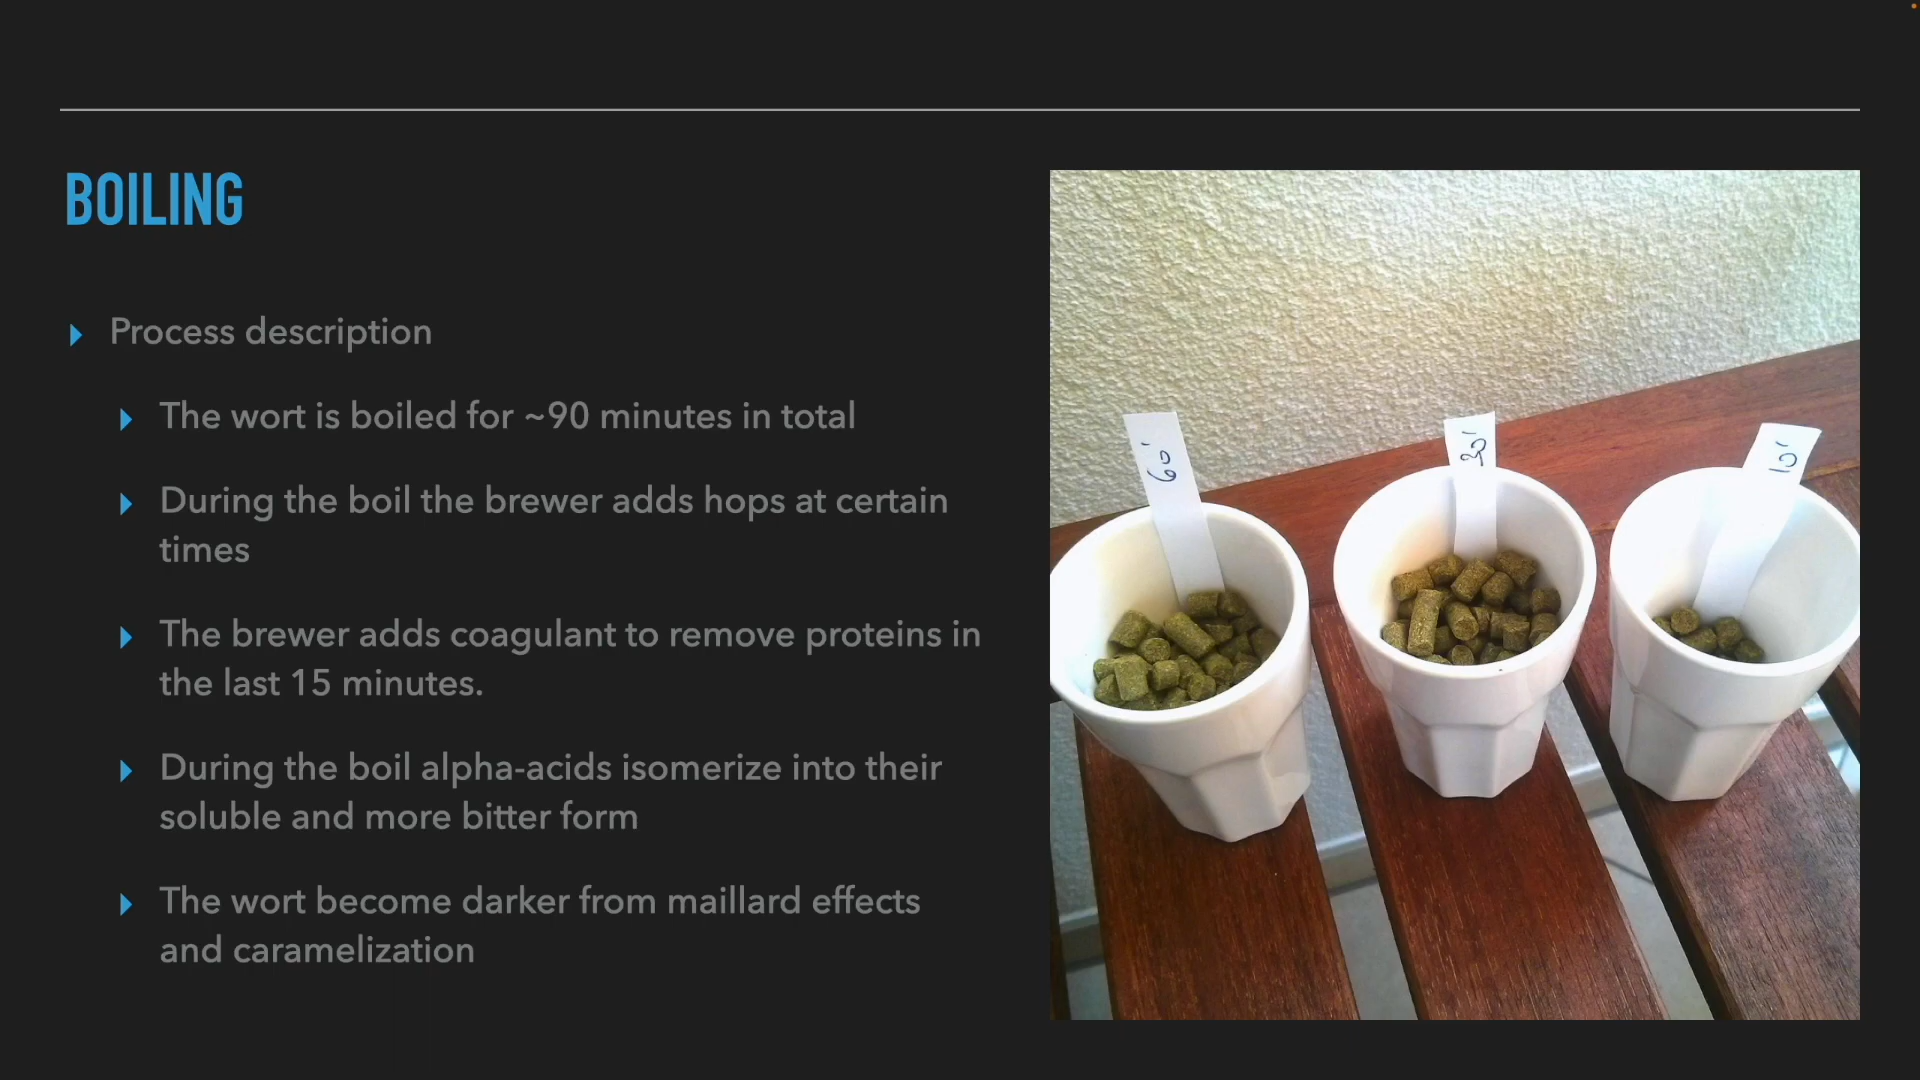 BOILING
Process description
The wort is boiled for ~90 minutes in total
During the boil the brewer adds hops at certain
times
The brewer adds coagulant to remove proteins in
the last 15 minutes.
During the boil alpha-acids isomerize into their
soluble and more bitter form
The wort become darker from maillard effects
and caramelization
60'
30'
10'